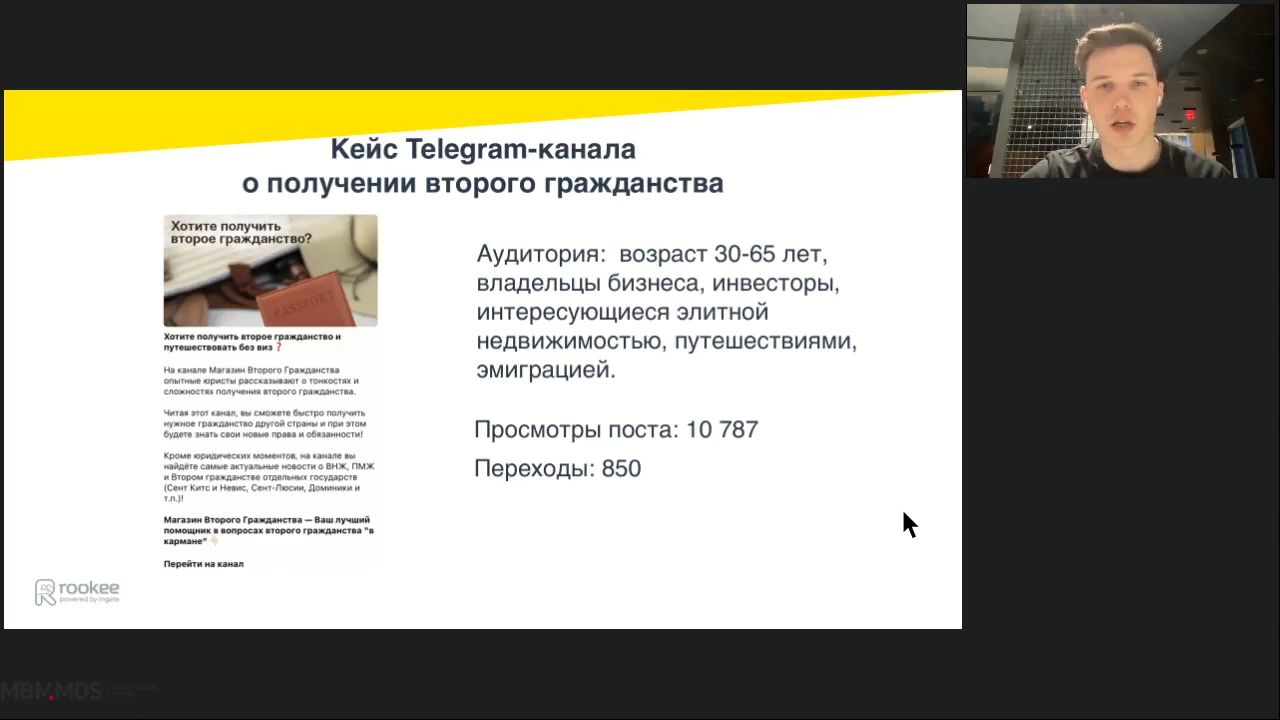 Кейс Telegram-канала
о получении второго гражданства
Хотите получить
второе гражданство?
PASSPORT
Хотите получить второе гражданство и
путешествовать без виз❓
На канале Магазин Второго Гражданства
опытные юристы рассказывают о тонкостях и
сложностях получения второго гражданства.
Читая этот канал, вы сможете быстро получить
нужное гражданство другой страны и при этом
будете знать свои новые права и обязанности!
Кроме юридических моментов, на канале вы
найдёте самые актуальные новости о ВНЖ, ПМЖ
и Втором гражданстве отдельных государств
(Сент Китс и Невис, Сент-Люсии, Доминики и
т.п.)!
Магазин Второго Гражданства — Ваш лучший
помощник в вопросах второго гражданства "в
кармане" 👇🏻
Перейти на канал
Аудитория: возраст 30-65 лет,
владельцы бизнеса, инвесторы,
интересующиеся элитной
недвижимостью, путешествиями,
эмиграцией.
Просмотры поста: 10 787
Переходы: 850
rookee
powered by ingate
MBM.MOS